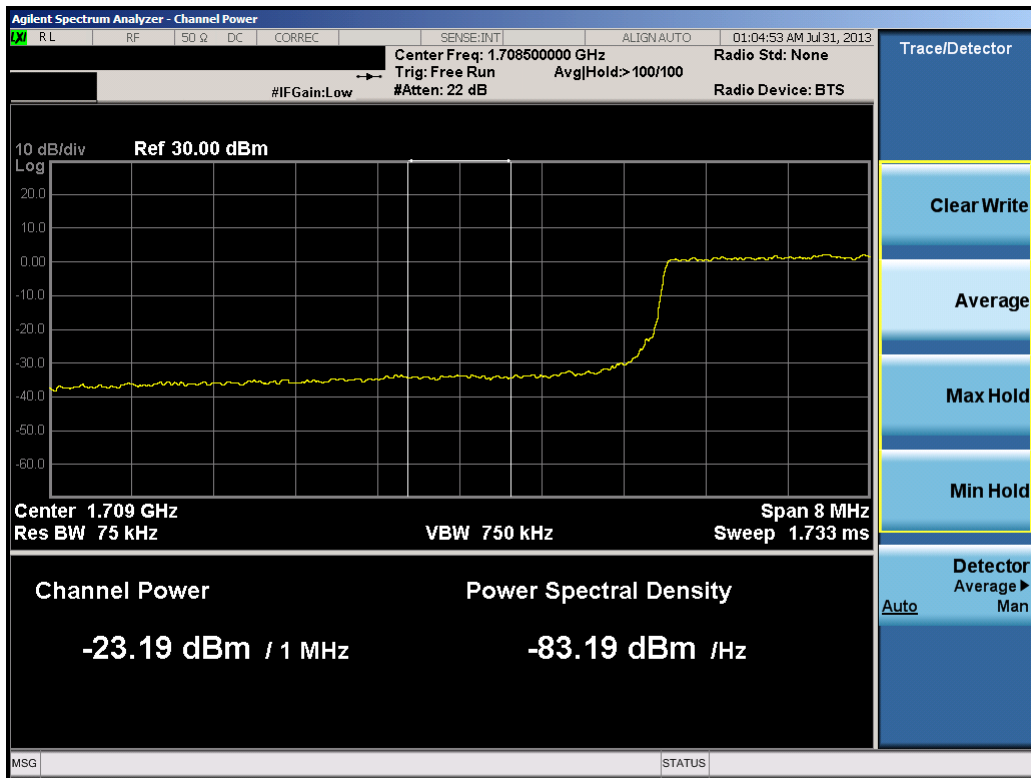 Agilent Spectrum Analyzer - Channel Power
LXI RL RF 50 Ω DC CORREC SENSE:INT ALIGN AUTO 01:04:53 AM Jul 31, 2013
Center Freq: 1.708500000 GHz Radio Std: None
Trig: Free Run Avg|Hold:> 100/100
#IFGain:Low #Atten: 22 dB Radio Device: BTS
10 dB/div Ref 30.00 dBm
Log
20.0
10.0
0.00
-10.0
-20.0
-30.0
-40.0
-50.0
-60.0
Center 1.709 GHz Span 8 MHz
Res BW 75 kHz VBW 750 kHz Sweep 1.733 ms
Channel Power Power Spectral Density
-23.19 dBm / 1 MHz -83.19 dBm /Hz
MSG STATUS
Trace/Detector
Clear Write
Average
Max Hold
Min Hold
Detector
Average ▶
Auto Man